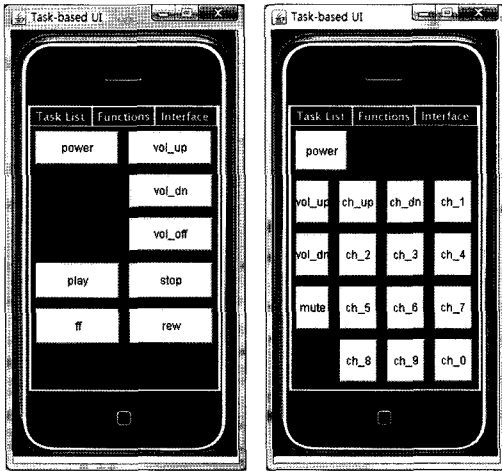 Task-based UI
Task List Functions Interface
power vol_up
vol_dn
vol_off
play stop
ff rew
Task-based UI
Task List Functions Interface
power
vol_up ch_up ch_dn ch_1
vol_dn ch_2 ch_3 ch_4
mute ch_5 ch_6 ch_7
ch_8 ch_9 ch_0